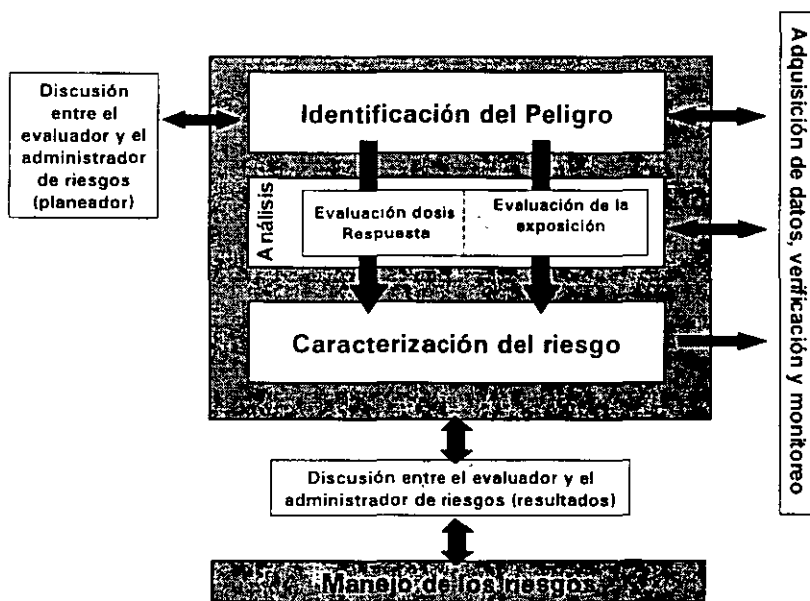 Discusión
entre el
evaluador y el
administrador
de riesgos
(planeador)
Identificación del Peligro
Análisis
Evaluación dosis
Respuesta
Evaluación de la
exposición
Caracterización del riesgo
Adquisición de datos, verificación y monitoreo
Discusión entre el evaluador y el
administrador de riesgos (resultados)
Manejo de los riesgos